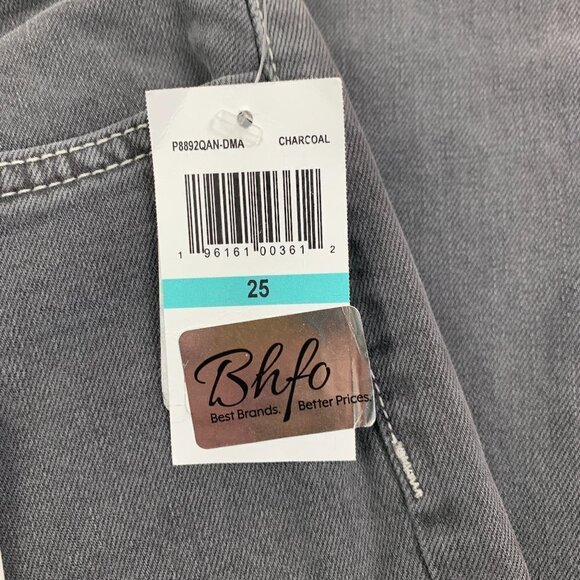 P8892QAN-DMA CHARCOAL
1 96161 00361 2
25
Bhfo
Best Brands. Better Prices.